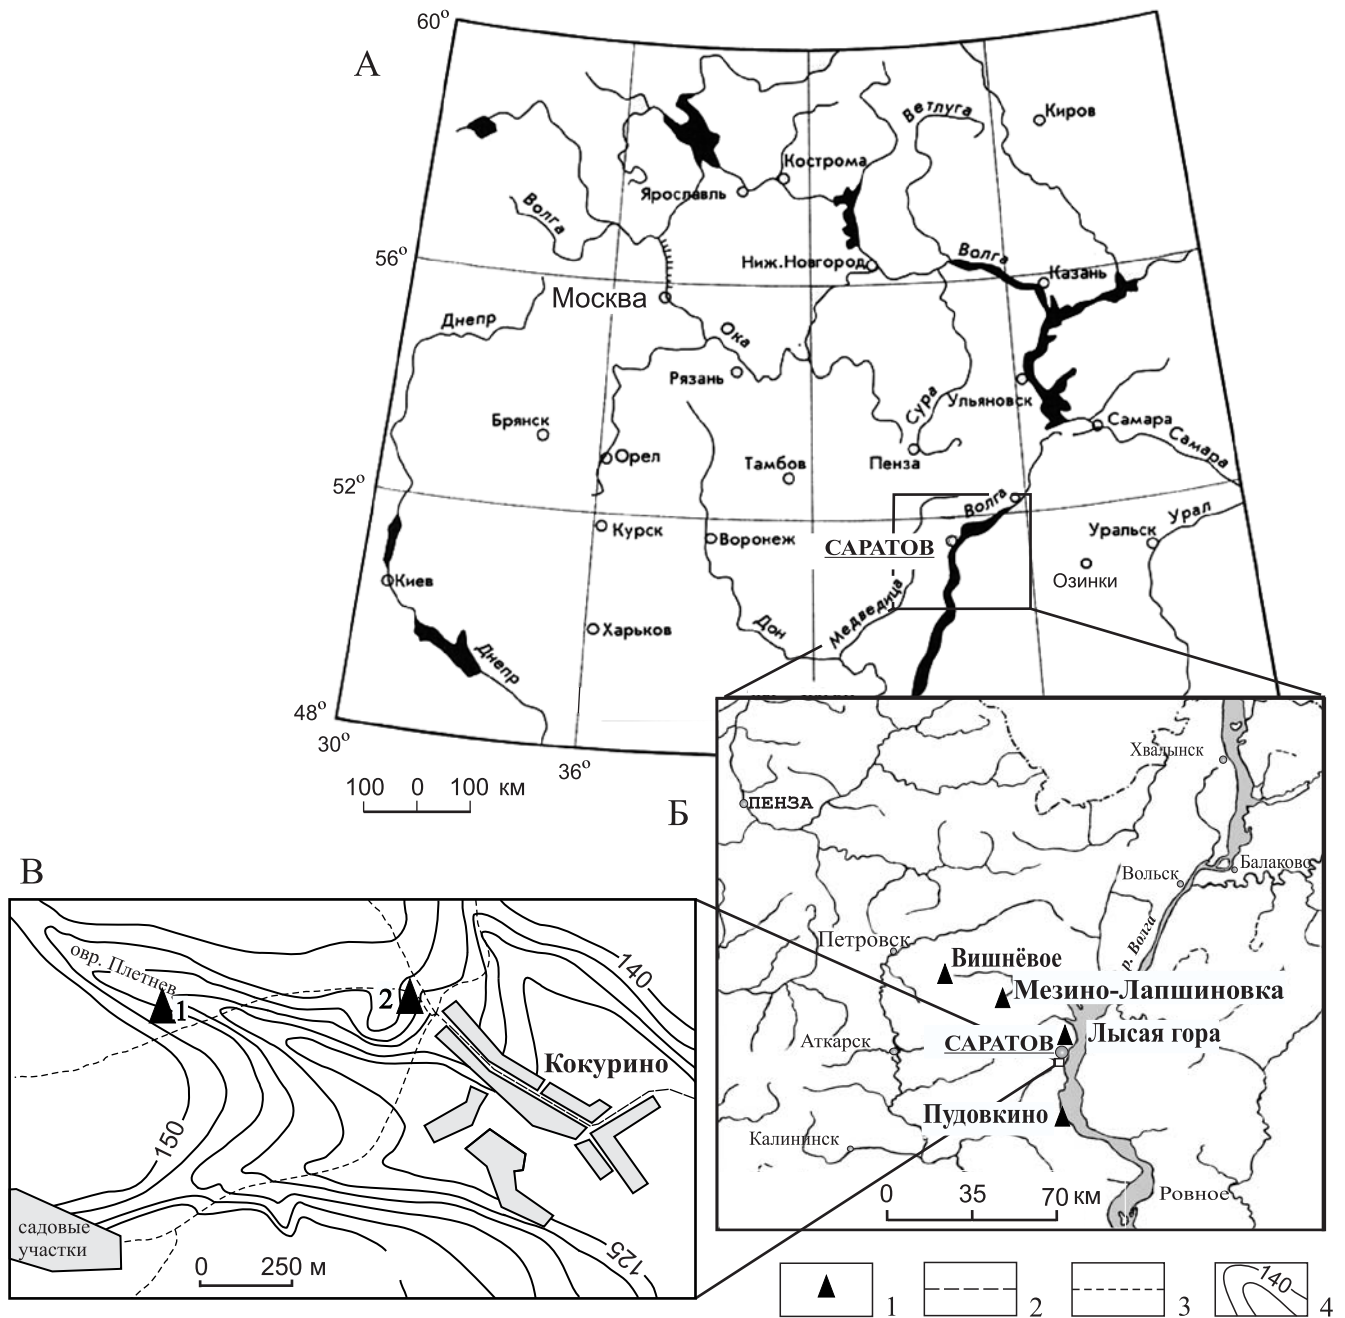 А
60°
56°
52°
48°
30°
36°
Ветлуга
Киров
Кострома
Ярославль
Волга
Ниж.Новгород
Волга
Казань
Москва
Днепр
Ока
Рязань
Сура
Ульяновск
Брянск
Самара
Самара
Орел
Тамбов
Пенза
Волга
Курск
Воронеж
САРАТОВ
Уральск
Урал
Озинки
Киев
Медведица
Харьков
Дон
Днепр
100 0 100 км
Б
Хвалынск
ПЕНЗА
Балаково
Вольск
р. Волга
Петровск
Вишнёвое
Мезино-Лапшиновка
Лысая гора
САРАТОВ
Аткарск
Пудовкино
Калининск
Ровное
0 35 70 км
В
овр. Плетнев
1
2
140
Кокурино
150
садовые
участки
125
0 250 м
1
2
3
140
4